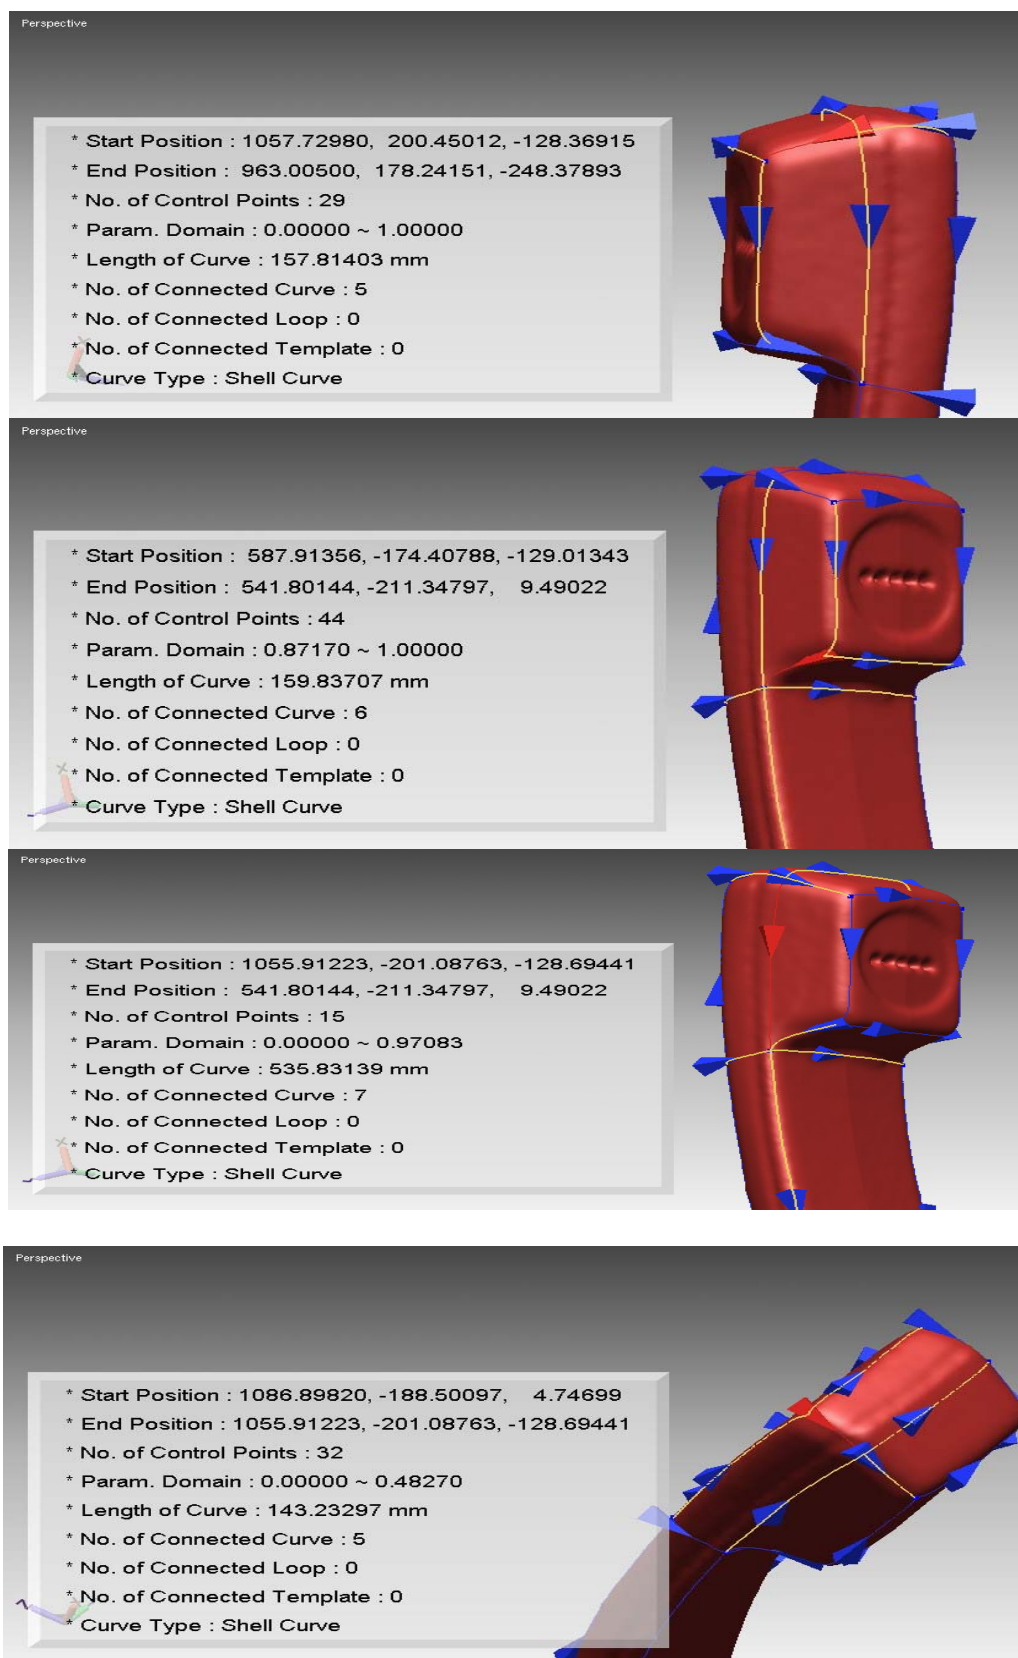 Perspective
* Start Position : 1057.72980, 200.45012, -128.36915
* End Position : 963.00500, 178.24151, -248.37893
* No. of Control Points : 29
* Param. Domain : 0.00000 ~ 1.00000
* Length of Curve : 157.81403 mm
* No. of Connected Curve : 5
* No. of Connected Loop : 0
* No. of Connected Template : 0
* Curve Type : Shell Curve
Perspective
* Start Position : 587.91356, -174.40788, -129.01343
* End Position : 541.80144, -211.34797, 9.49022
* No. of Control Points : 44
* Param. Domain : 0.87170 ~ 1.00000
* Length of Curve : 159.83707 mm
* No. of Connected Curve : 6
* No. of Connected Loop : 0
* No. of Connected Template : 0
* Curve Type : Shell Curve
Perspective
* Start Position : 1055.91223, -201.08763, -128.69441
* End Position : 541.80144, -211.34797, 9.49022
* No. of Control Points : 15
* Param. Domain : 0.00000 ~ 0.97083
* Length of Curve : 535.83139 mm
* No. of Connected Curve : 7
* No. of Connected Loop : 0
* No. of Connected Template : 0
* Curve Type : Shell Curve
Perspective
* Start Position : 1086.89820, -188.50097, 4.74699
* End Position : 1055.91223, -201.08763, -128.69441
* No. of Control Points : 32
* Param. Domain : 0.00000 ~ 0.48270
* Length of Curve : 143.23297 mm
* No. of Connected Curve : 5
* No. of Connected Loop : 0
* No. of Connected Template : 0
* Curve Type : Shell Curve